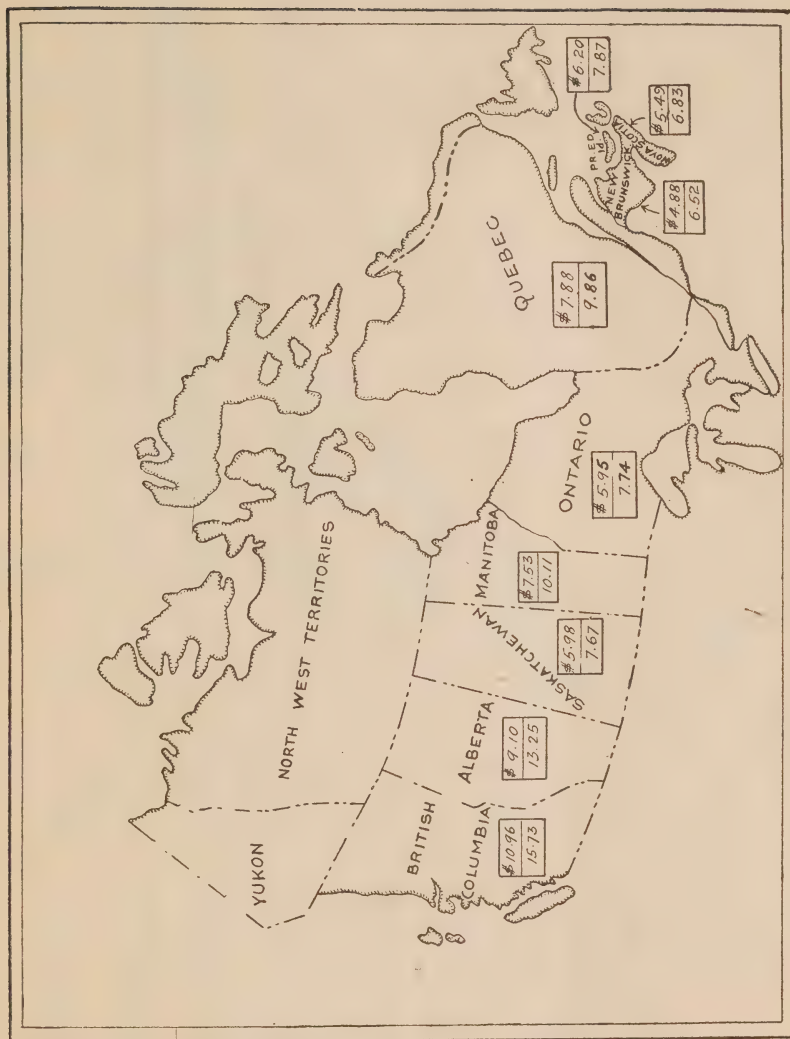 YUKON
NORTH WEST TERRITORIES
BRITISH
COLUMBIA
$10.96
15.73
ALBERTA
$9.10
13.25
SASKATCHEWAN
$5.98
7.67
MANITOBA
$7.53
10.11
ONTARIO
$5.95
7.74
QUEBEC
$7.88
9.86
NEW
BRUNSWICK
$4.88
6.52
PR. ED.
Id.
$6.20
7.87
NOVA SCOTIA
$5.49
6.83